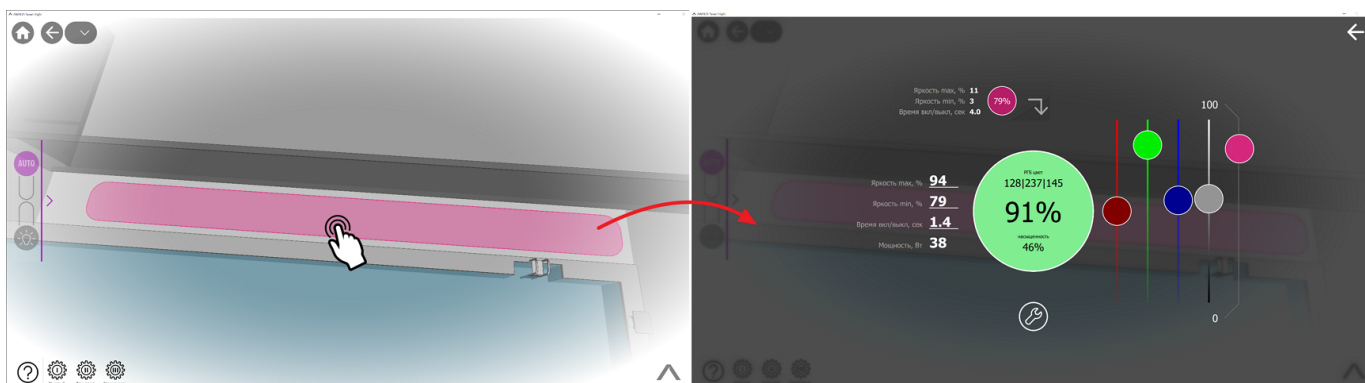 AUTO
Яркость max, % 11
Яркость min, % 3
Время вкл/выкл, сек 4.0
79%
100
Яркость max, % 94
Яркость min, % 79
Время вкл/выкл, сек 1.4
Мощность, Вт 38
РГБ цвет
128|237|145
91%
насыщенность
46%
0